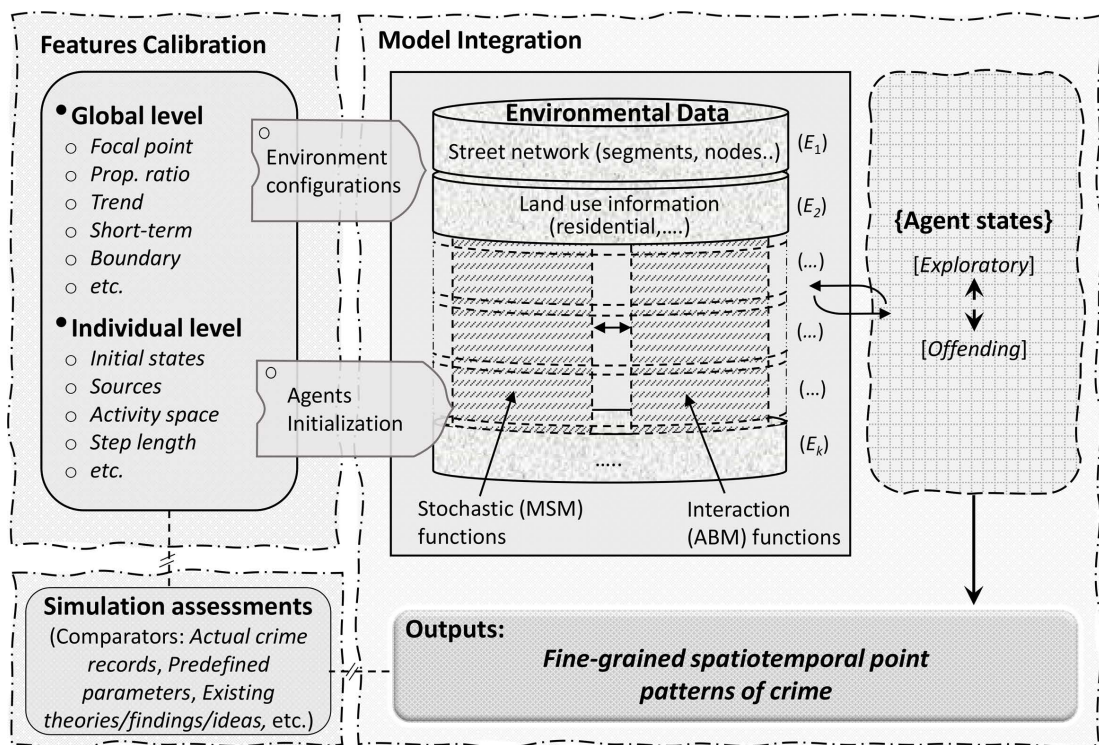 Features Calibration
• Global level
○ Focal point
○ Prop. ratio
○ Trend
○ Short-term
○ Boundary
○ etc.
• Individual level
○ Initial states
○ Sources
○ Activity space
○ Step length
○ etc.
○ Environment
configurations
○ Agents
Initialization
Model Integration
Environmental Data
Street network (segments, nodes..)
(E₁)
Land use information
(residential,....)
(E₂)
(...)
(...)
(...)
(Eₖ)
.....
Stochastic (MSM)
functions
Interaction
(ABM) functions
{Agent states}
[Exploratory]
[Offending]
Simulation assessments
(Comparators: Actual crime
records, Predefined
parameters, Existing
theories/findings/ideas, etc.)
Outputs:
Fine-grained spatiotemporal point
patterns of crime